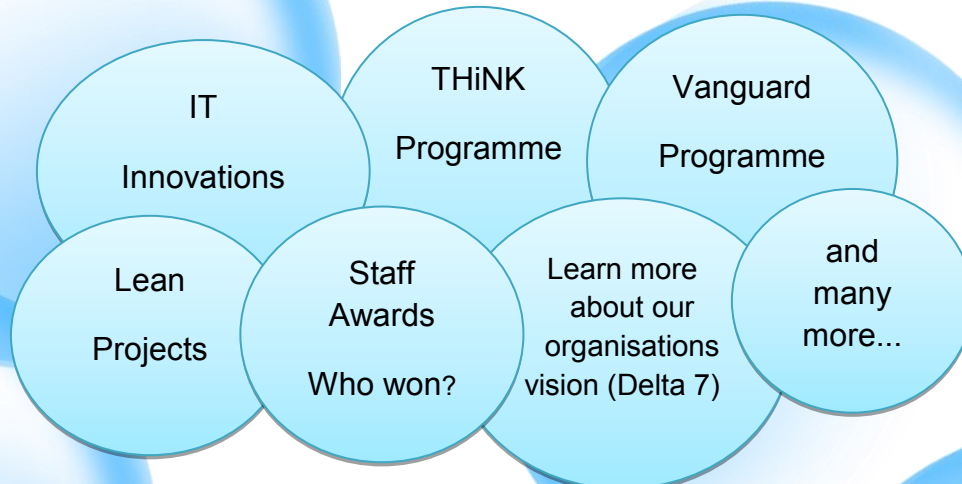 IT
Innovations
THiNK
Programme
Vanguard
Programme
Lean
Projects
Staff
Awards
Who won?
Learn more
about our
organisations
vision (Delta 7)
and
many
more...